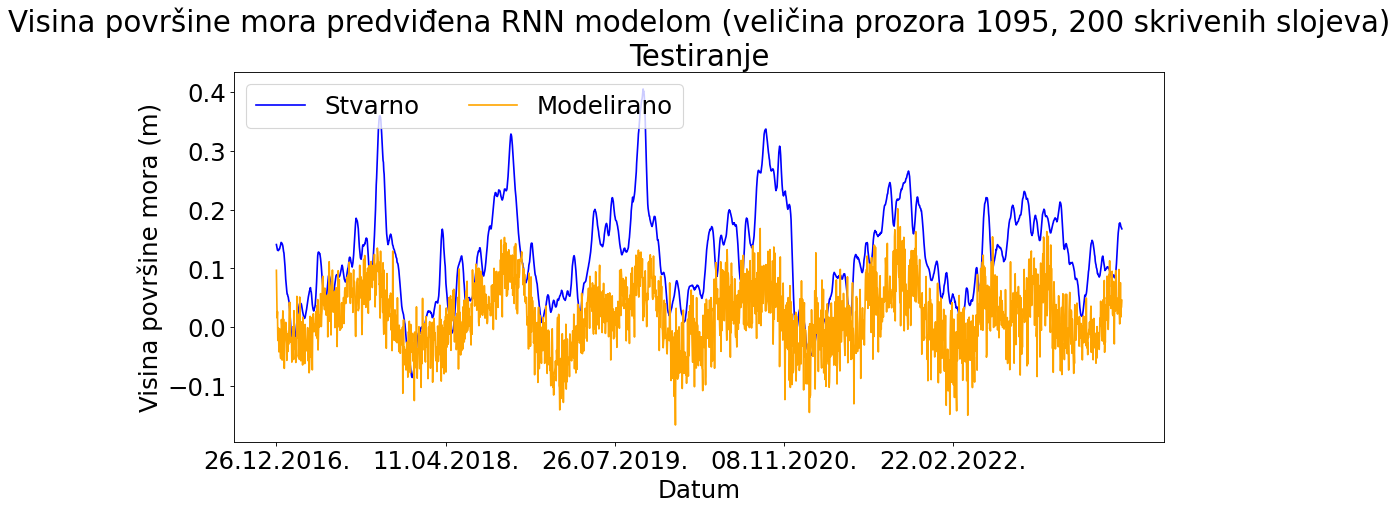 Visina površine mora predviđena RNN modelom (veličina prozora 1095, 200 skrivenih slojeva)
Testiranje
Stvarno Modelirano
Visina površine mora (m)
0.4
0.3
0.2
0.1
0.0
−0.1
26.12.2016. 11.04.2018. 26.07.2019. 08.11.2020. 22.02.2022.
Datum